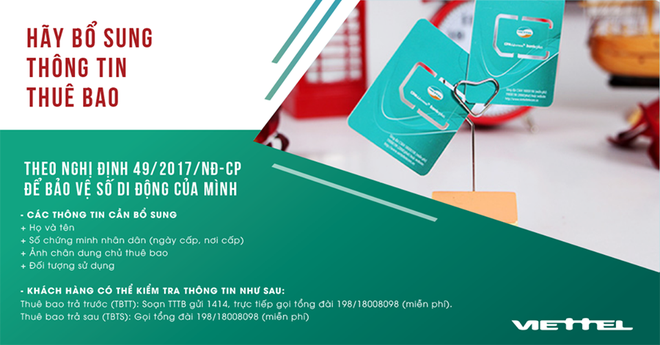 HÃY BỔ SUNG
THÔNG TIN
THUÊ BAO
THEO NGHỊ ĐỊNH 49/2017/NĐ-CP
ĐỂ BẢO VỆ SỐ DI ĐỘNG CỦA MÌNH
- CÁC THÔNG TIN CẦN BỔ SUNG
+ Họ và tên
+ Số chứng minh nhân dân (ngày cấp, nơi cấp)
+ Ảnh chân dung chủ thuê bao
+ Đối tượng sử dụng
- KHÁCH HÀNG CÓ THỂ KIỂM TRA THÔNG TIN NHƯ SAU:
Thuê bao trả trước (TBTT): Soạn TTTB gửi 1414, trực tiếp gọi tổng đài 198/18008098 (miễn phí).
Thuê bao trả sau (TBTS): Gọi tổng đài 198/18008098 (miễn phí)
VIETTEL